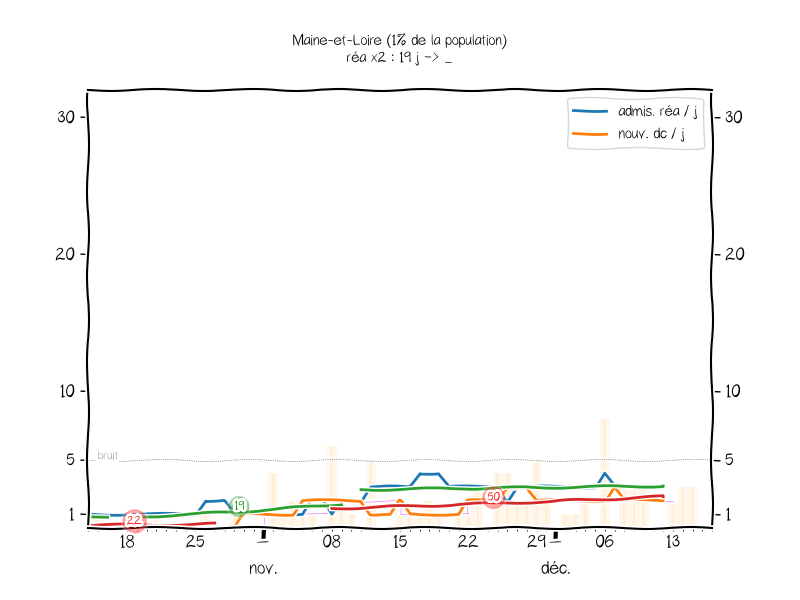 Maine-et-Loire (1% de la population)
réa x2 : 19 j -> _
admis. réa / j
nouv. dc / j
30
30
20
20
10
10
bruit
5
5
50
19
22
1
1
18 25 08 15 22 29 06 13
nov. déc.